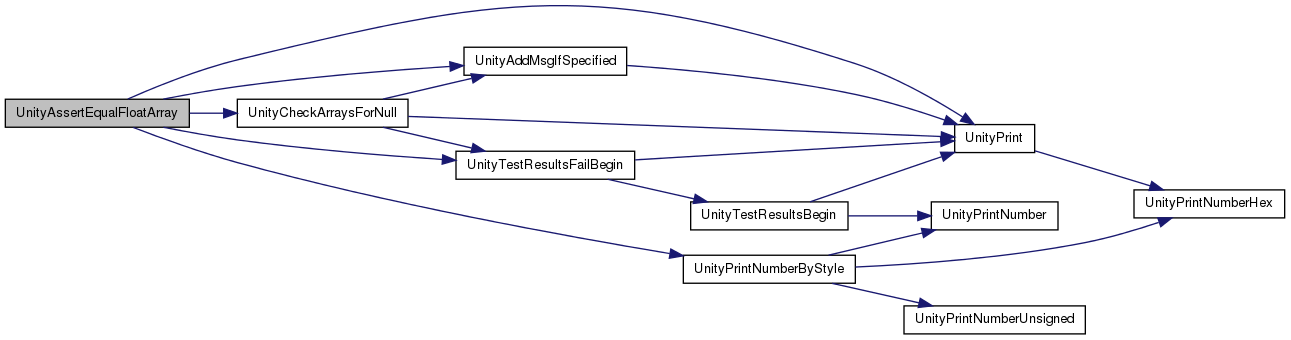 UnityAssertEqualFloatArray
UnityAddMsgIfSpecified
UnityCheckArraysForNull
UnityPrint
UnityTestResultsFailBegin
UnityTestResultsBegin
UnityPrintNumber
UnityPrintNumberHex
UnityPrintNumberByStyle
UnityPrintNumberUnsigned